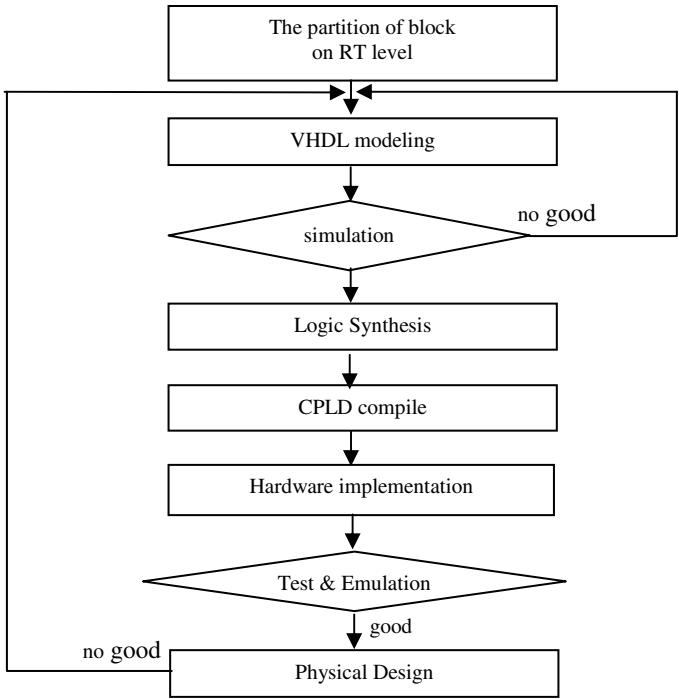 The partition of block
on RT level
VHDL modeling
no good
simulation
Logic Synthesis
CPLD compile
Hardware implementation
Test & Emulation
good
no good
Physical Design